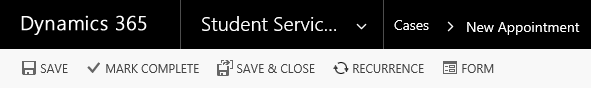 Dynamics 365 Student Servic... Cases > New Appointment
SAVE MARK COMPLETE SAVE & CLOSE RECURRENCE FORM